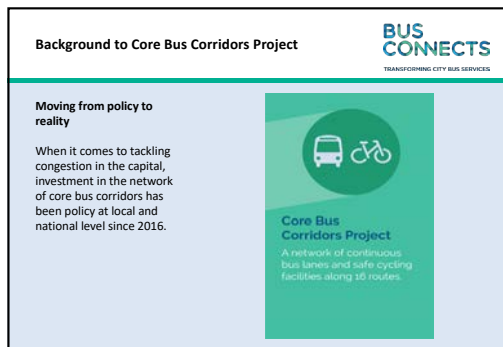 Background to Core Bus Corridors Project
BUS
CONNECTS
TRANSFORMING CITY BUS SERVICES
Moving from policy to
reality
When it comes to tackling
congestion in the capital,
investment in the network
of core bus corridors has
been policy at local and
national level since 2016.
Core Bus
Corridors Project
A network of continuous
bus lanes and safe cycling
facilities along 16 routes.